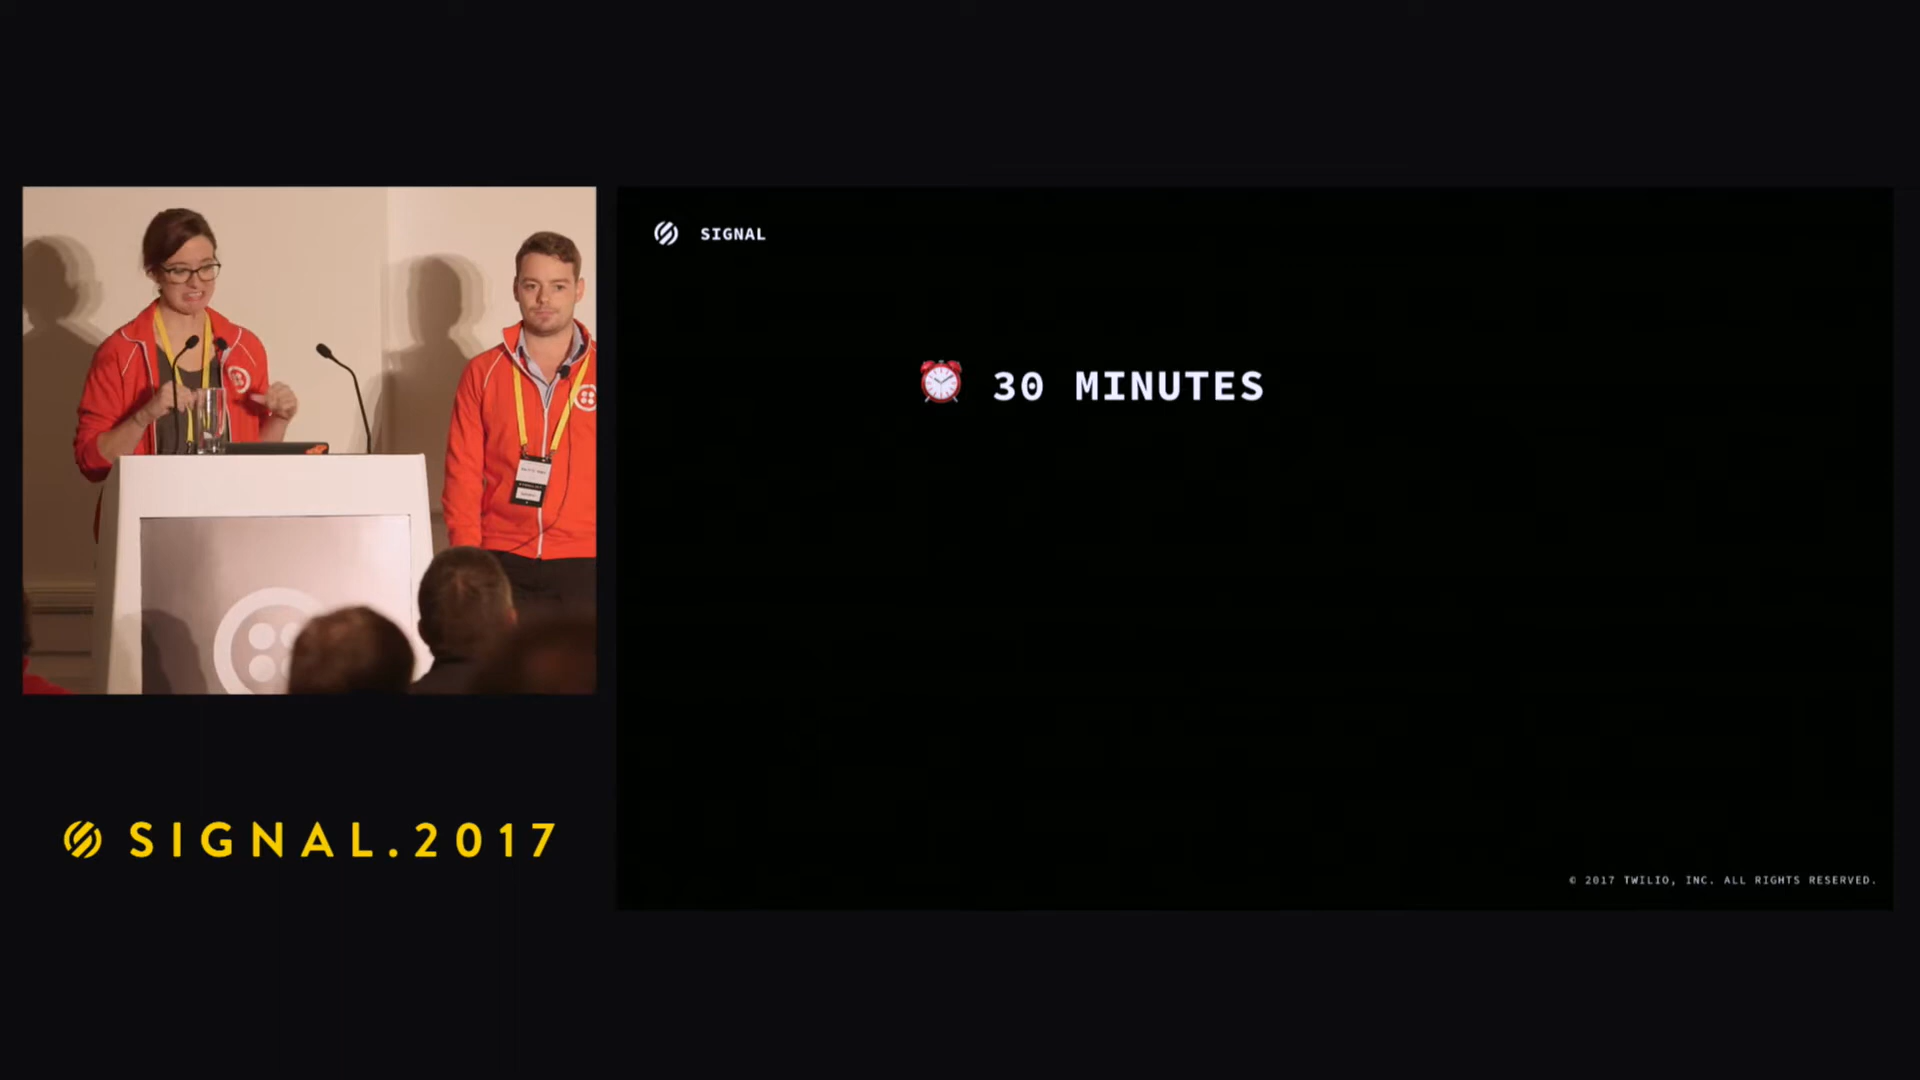 SIGNAL
30 MINUTES
SIGNAL.2017
© 2017 TWILIO, INC. ALL RIGHTS RESERVED.